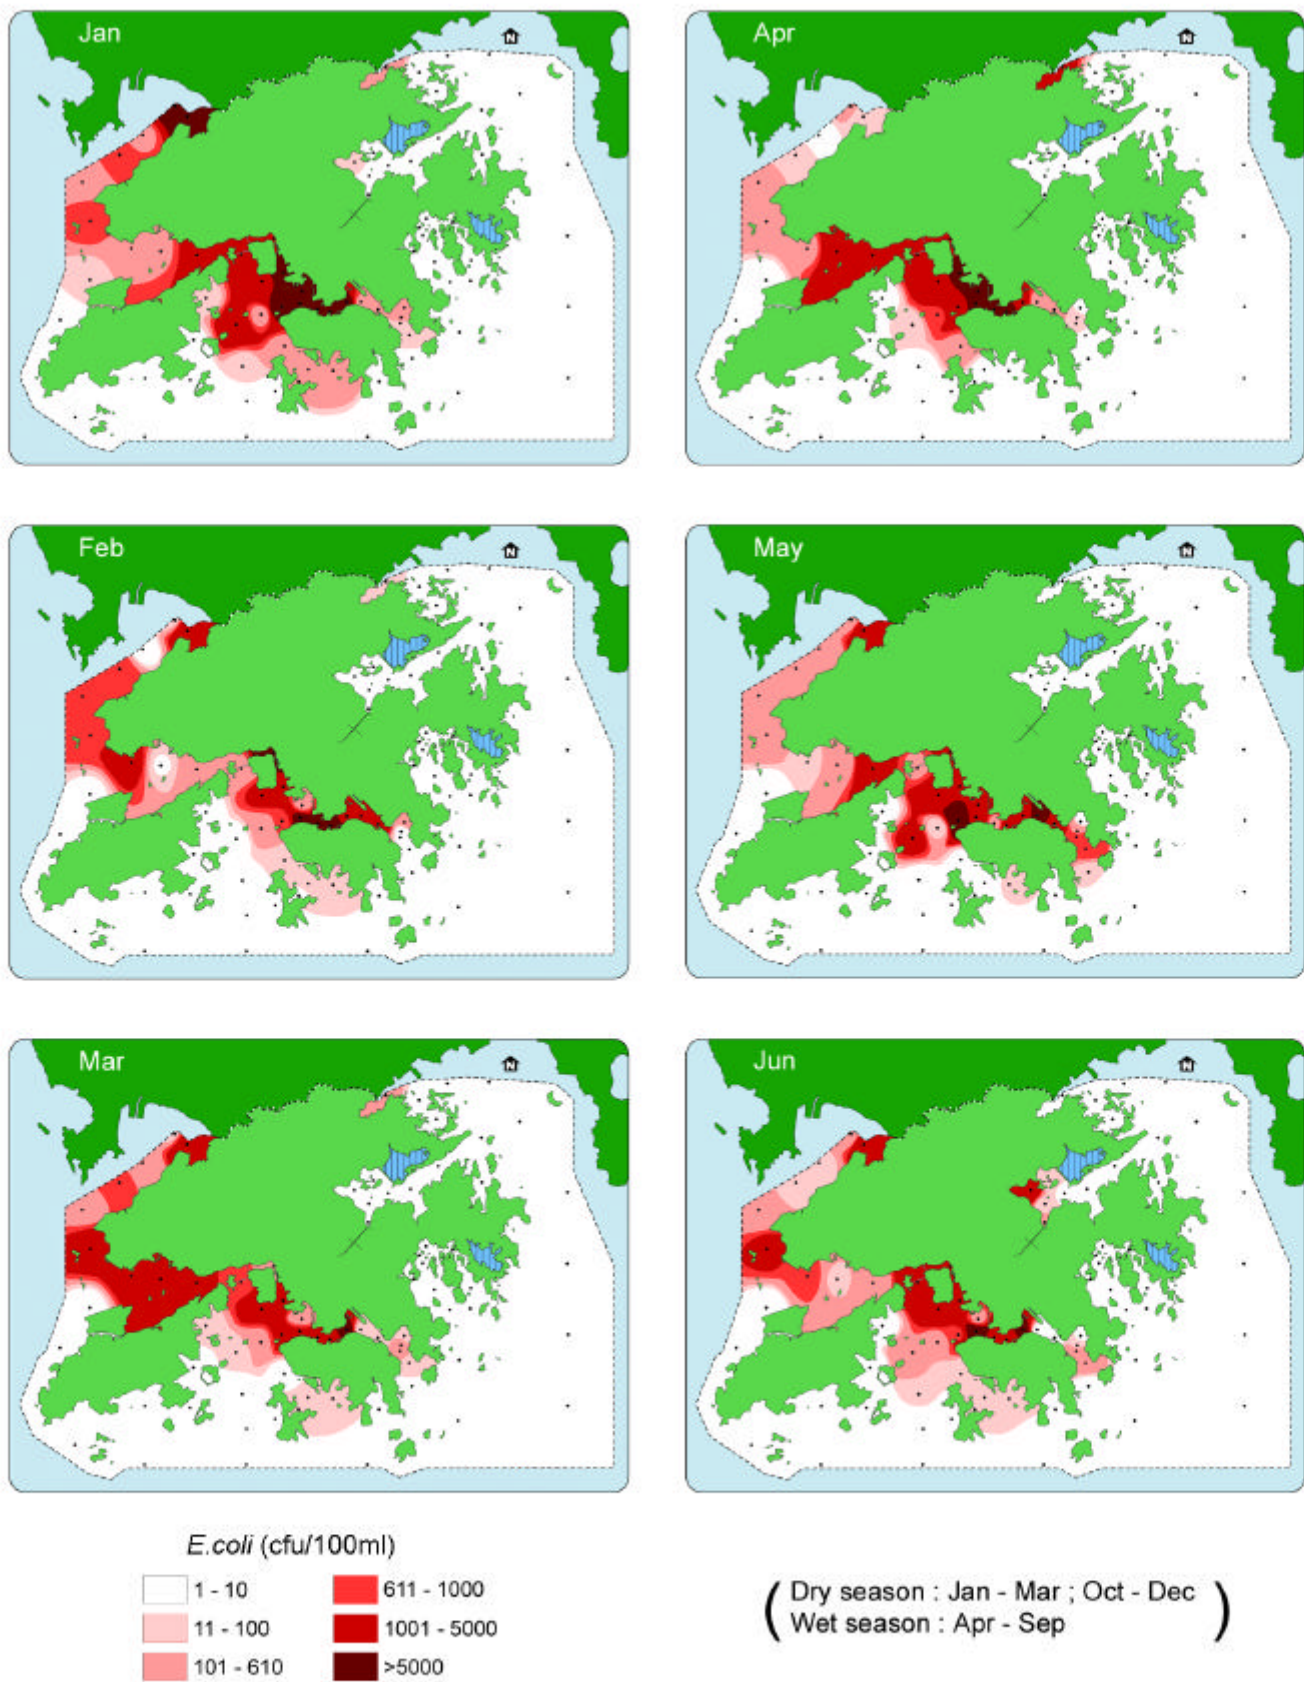 Jan
N
Apr
N
Feb
N
May
N
Mar
N
Jun
N
E.coli (cfu/100ml)
1 - 10
611 - 1000
11 - 100
1001 - 5000
101 - 610
>5000
( Dry season : Jan - Mar ; Oct - Dec
Wet season : Apr - Sep )